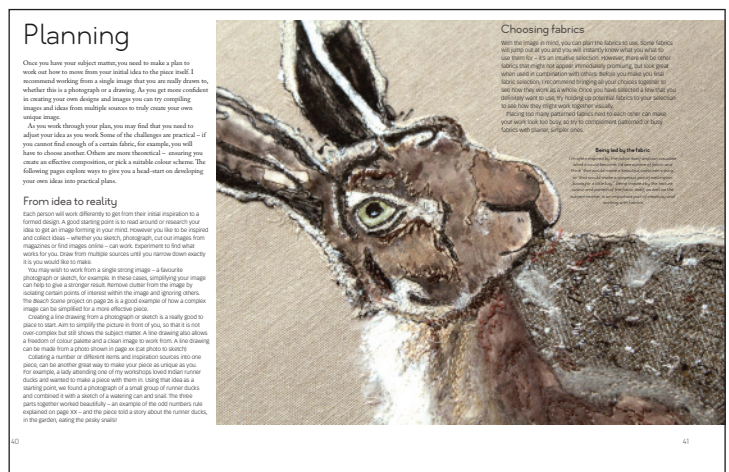 Planning
Once you have your subject matter, you need to make a plan to
work out how to move from your initial idea to the piece itself. I
recommend working from a single image that you are really drawn to,
whether this is a photograph or a drawing. As you get more confident
in creating your own designs and images you can try compiling
images and ideas from multiple sources to truly create your own
unique image.
As you work through your plan, you may find that you need to
adjust your idea as you work Some of the challenges are practical – if
you cannot find enough of a certain fabric, for example, you will
have to choose another. Others are more theoretical – ensuring you
create an effective composition, or pick a suitable colour scheme. The
following pages explore ways to give you a head-start on developing
your own ideas into practical plans.
From idea to reality
Each person will work differently to get from their initial inspiration to a
formed design. A good starting point is to read around or research your
idea to get an image forming in your mind. However you like to be inspired
and collect ideas – whether you sketch, photograph, cut out images from
magazines or find images online – can work. Experiment to find what
works for you. Draw from multiple sources until you narrow down exactly
it is you would like to make.
You may wish to work from a single strong image – a favourite
photograph or sketch, for example. In these cases, simplifying your image
can help to give a stronger result. Remove clutter from the image by
isolating certain points of interest within the image and ignoring others.
The Beach Scene project on page 26 is a good example of how a complex
image can be simplified for a more effective piece.
Creating a line drawing from a photograph or sketch is a really good to
place to start. Aim to simplify the picture in front of you, so that it is not
over-complex but still shows the subject matter. A line drawing also allows
a freedom of colour palette and a clean image to work from. A line drawing
can be made from a photo shown in page xx (cat photo to sketch)
Collating a number or different items and inspiration sources into one
piece, can be another great way to make your piece as unique as you.
For example, a lady attending one of my workshops loved Indian runner
ducks and wanted to make a piece with them in. Using that idea as a
starting point, we found a photograph of a small group of runner ducks
and combined it with a sketch of a watering can and snail. The three
parts together worked beautifully – an example of the odd numbers rule
explained on page XX – and the piece told a story about the runner ducks,
in the garden, eating the pesky snails!
40
Choosing fabrics
With the image in mind, you can plan the fabrics to use. Some fabrics
will jump out at you and you will instantly know what you wish to
use them for – it's an intuitive selection. However, there will be other
fabrics that might not appear immediately promising, but look great
when used in combination with others. Before you make you final
fabric selection, I recommend bringing all your choices together to
see how they work as a whole. Once you have selected a few that you
definitely want to use, try holding up potential fabrics to your selection
to see how they might work together visually.
Placing too many patterned fabrics next to each other can make
your work look too busy, so try to complement patterned or busy
fabrics with plainer, simpler ones.
Being led by the fabric
41